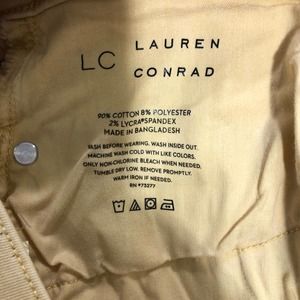 LC LAUREN
CONRAD
90% COTTON 8% POLYESTER
2% LYCRA® SPANDEX
MADE IN BANGLADESH
WASH BEFORE WEARING. WASH INSIDE OUT.
MACHINE WASH COLD WITH LIKE COLORS.
ONLY NON-CHLORINE BLEACH WHEN NEEDED.
TUMBLE DRY LOW. REMOVE PROMPTLY.
WARM IRON IF NEEDED.
RN #73277